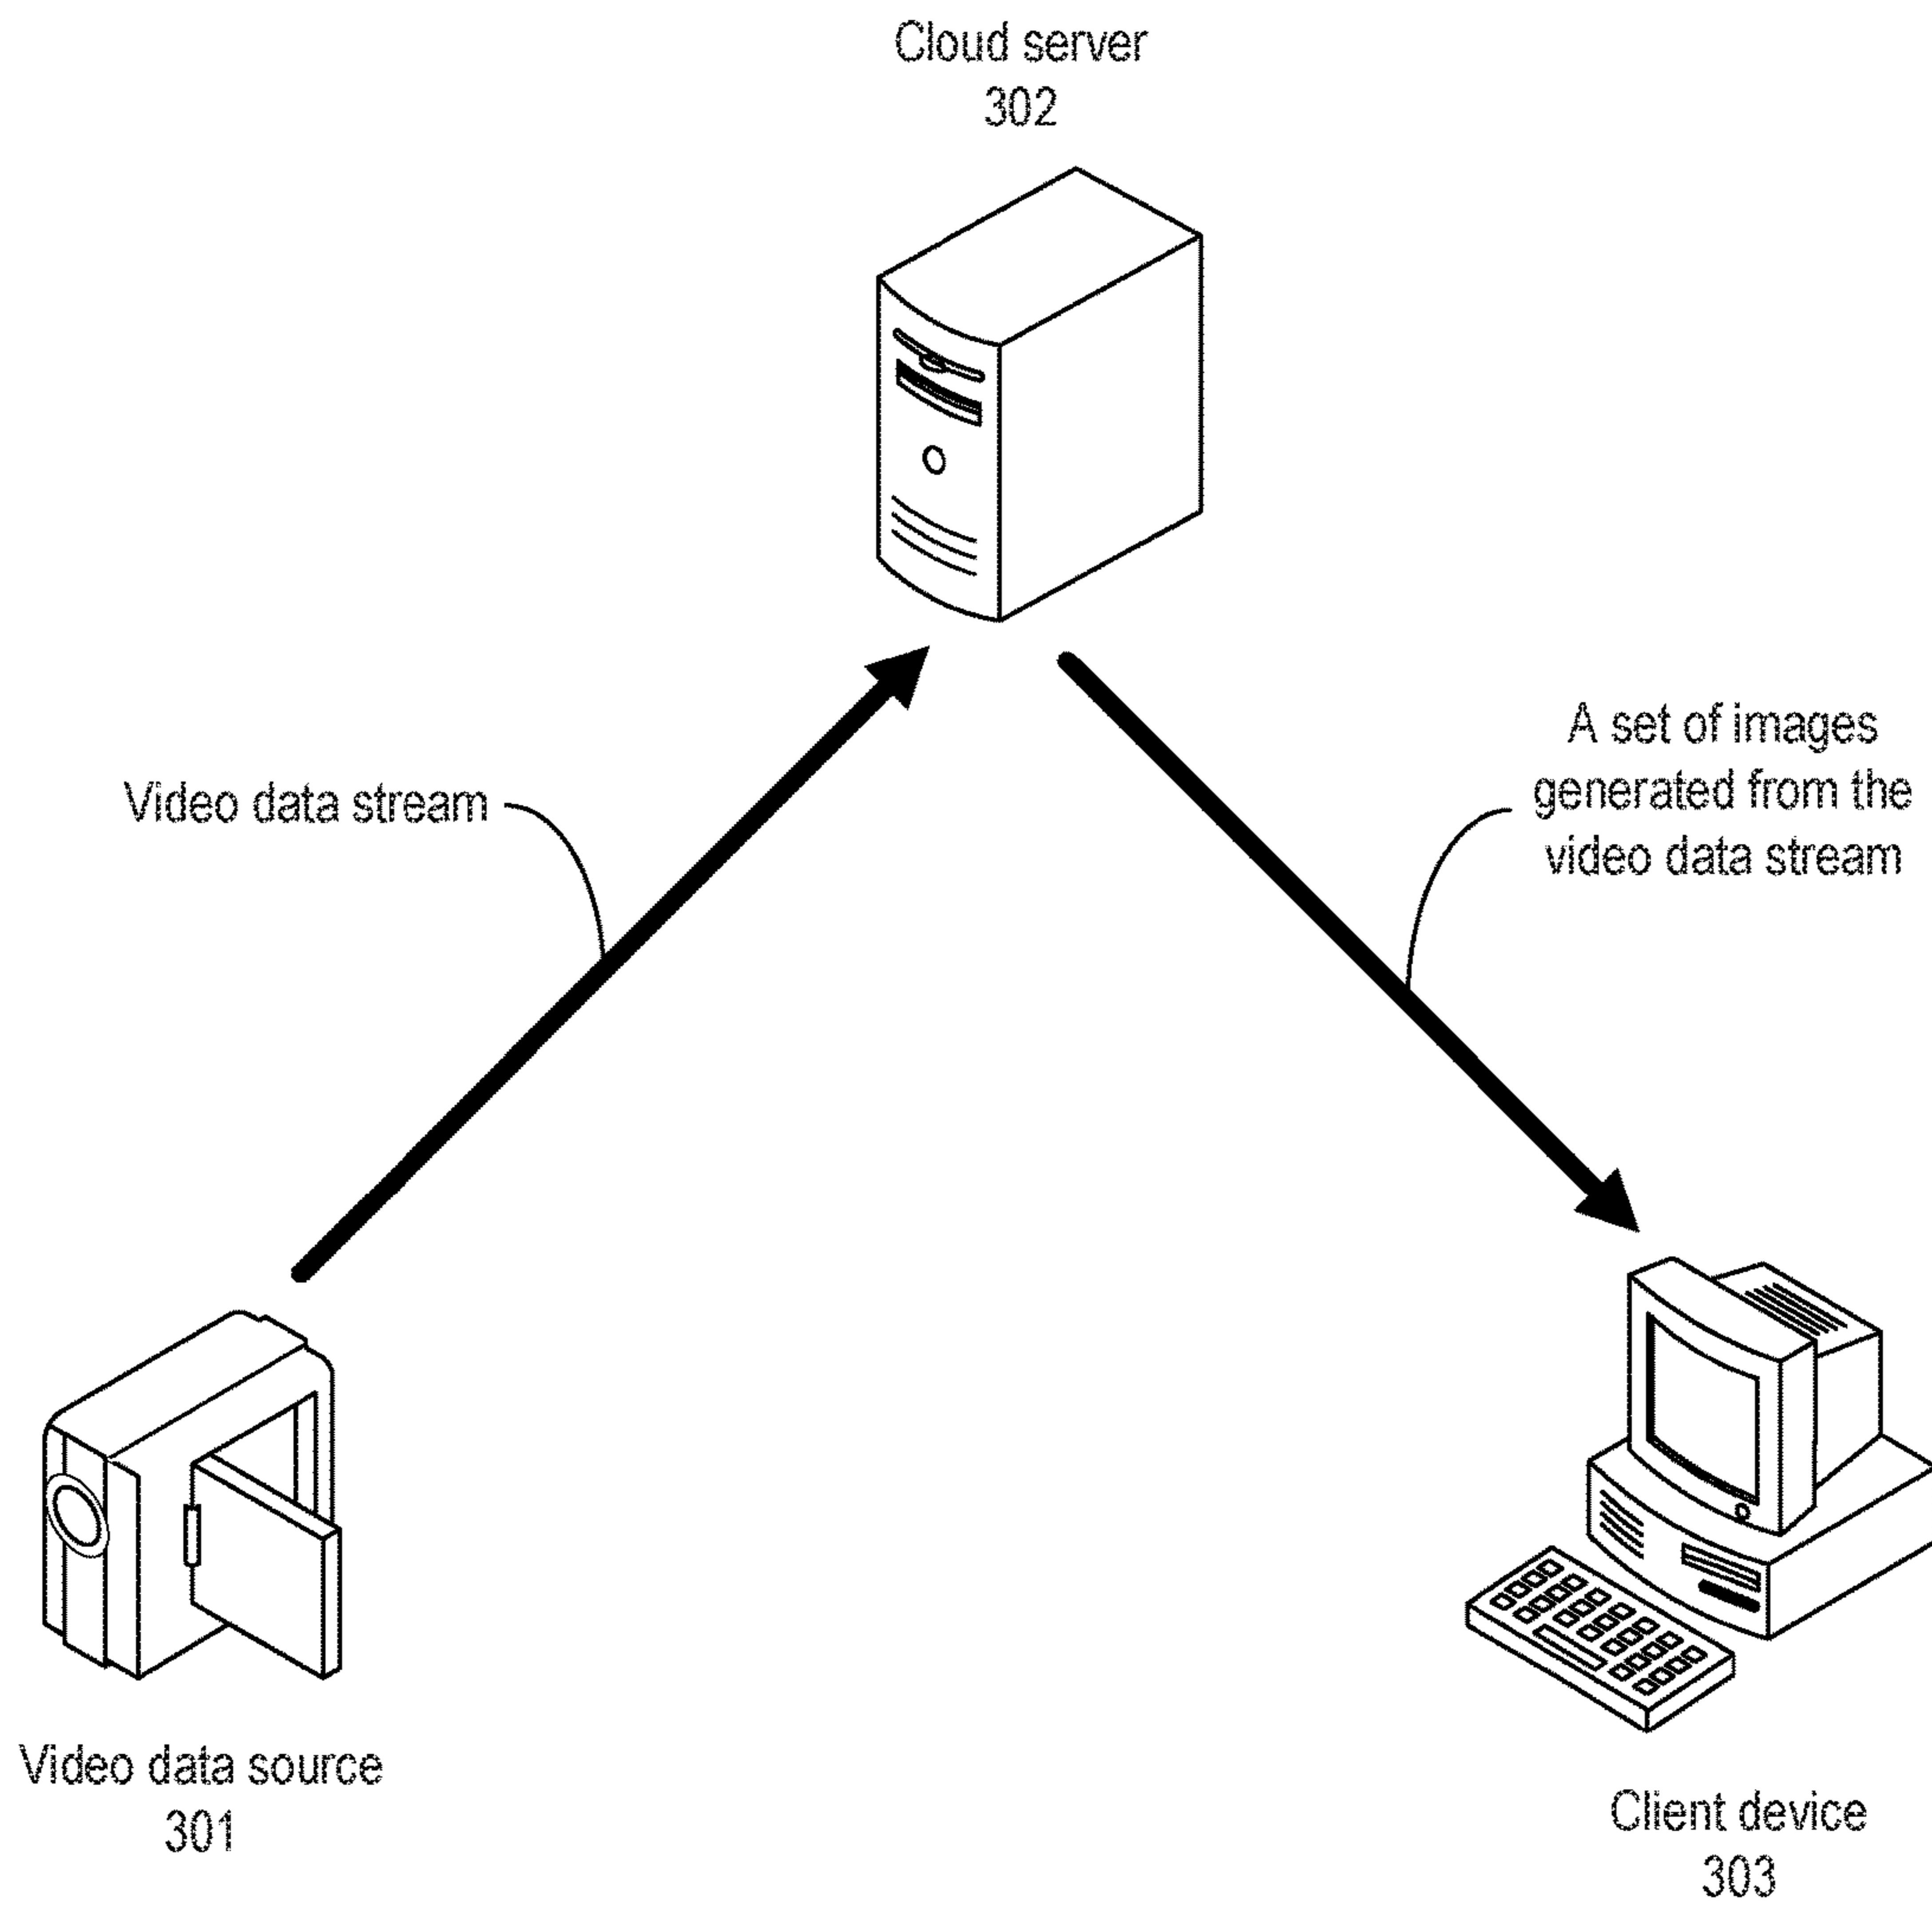 Cloud server
302
Video data stream
A set of images
generated from the
video data stream
Video data source
301
Client device
303